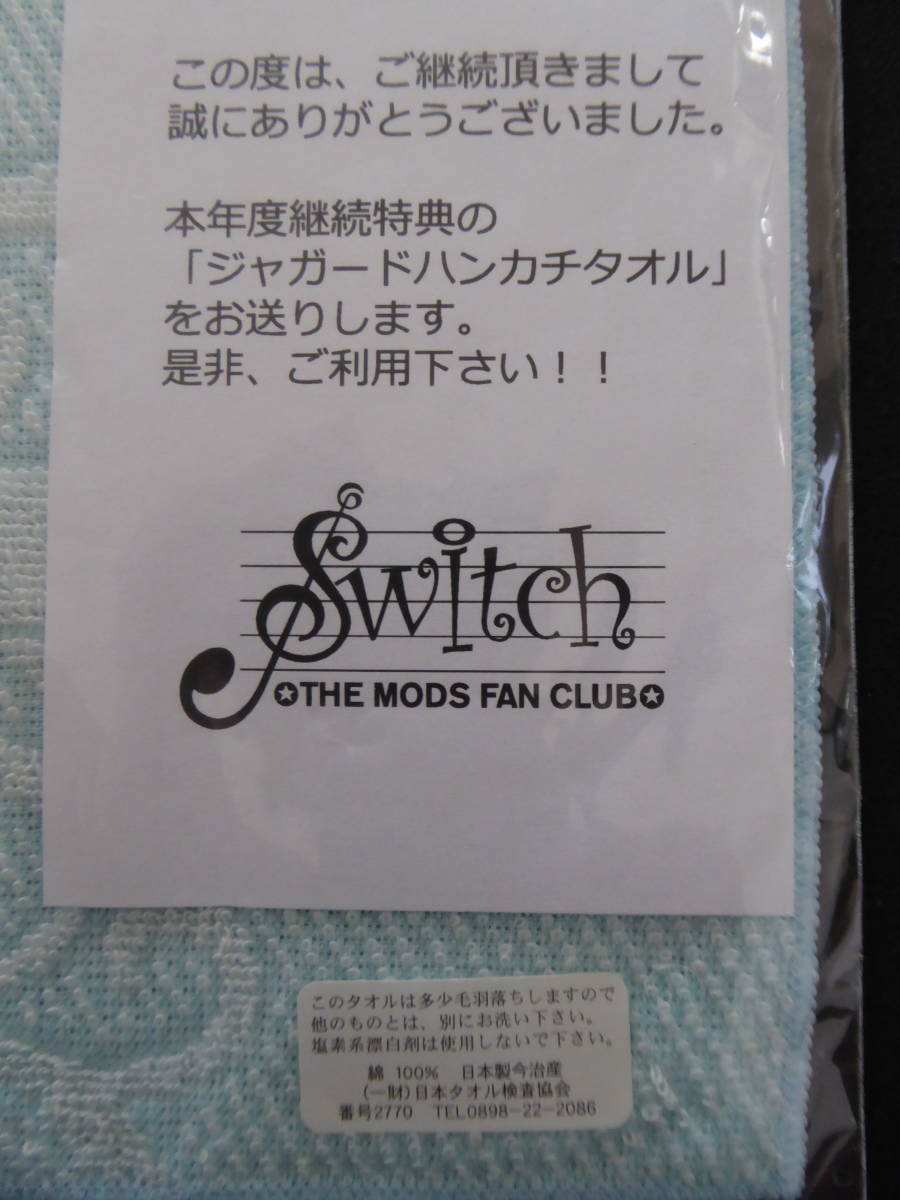 この度は、ご継続頂きまして
誠にありがとうございました。
本年度継続特典の
「ジャガードハンカチタオル」
をお送りします。
是非、ご利用下さい！！
Switch
✪THE MODS FAN CLUB✪
このタオルは多少毛羽落ちしますので
他のものとは、別にお洗い下さい。
塩素系漂白剤は使用しないで下さい。
綿 100% 日本製今治産
(一財)日本タオル検査協会
番号2770 TEL0898-22-2086